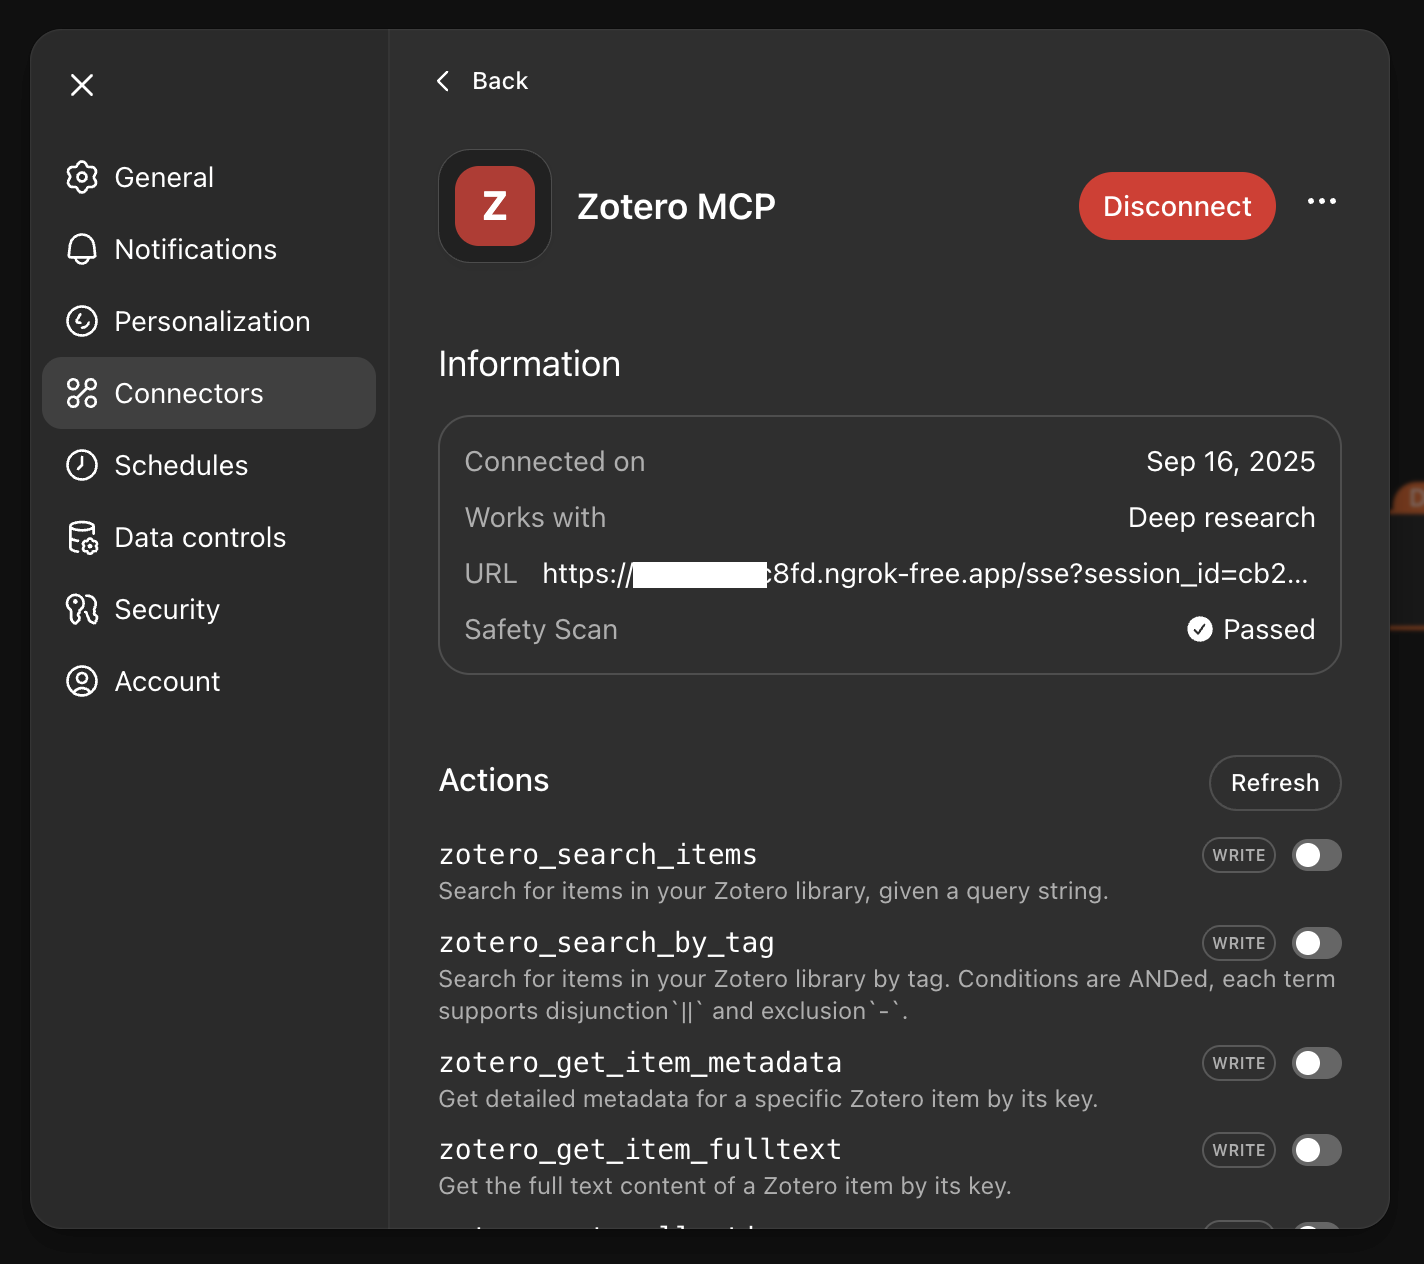 Back
General
Notifications
Personalization
Connectors
Schedules
Data controls
Security
Account
Z
Zotero MCP
Disconnect
Information
Connected on
Sep 16, 2025
Works with
Deep research
URL
https://c8fd.ngrok-free.app/sse?session_id=cb2...
Safety Scan
Passed
Actions
Refresh
zotero_search_items
WRITE
Search for items in your Zotero library, given a query string.
zotero_search_by_tag
WRITE
Search for items in your Zotero library by tag. Conditions are ANDed, each term
supports disjunction`||` and exclusion`-`.
zotero_get_item_metadata
WRITE
Get detailed metadata for a specific Zotero item by its key.
zotero_get_item_fulltext
WRITE
Get the full text content of a Zotero item by its key.